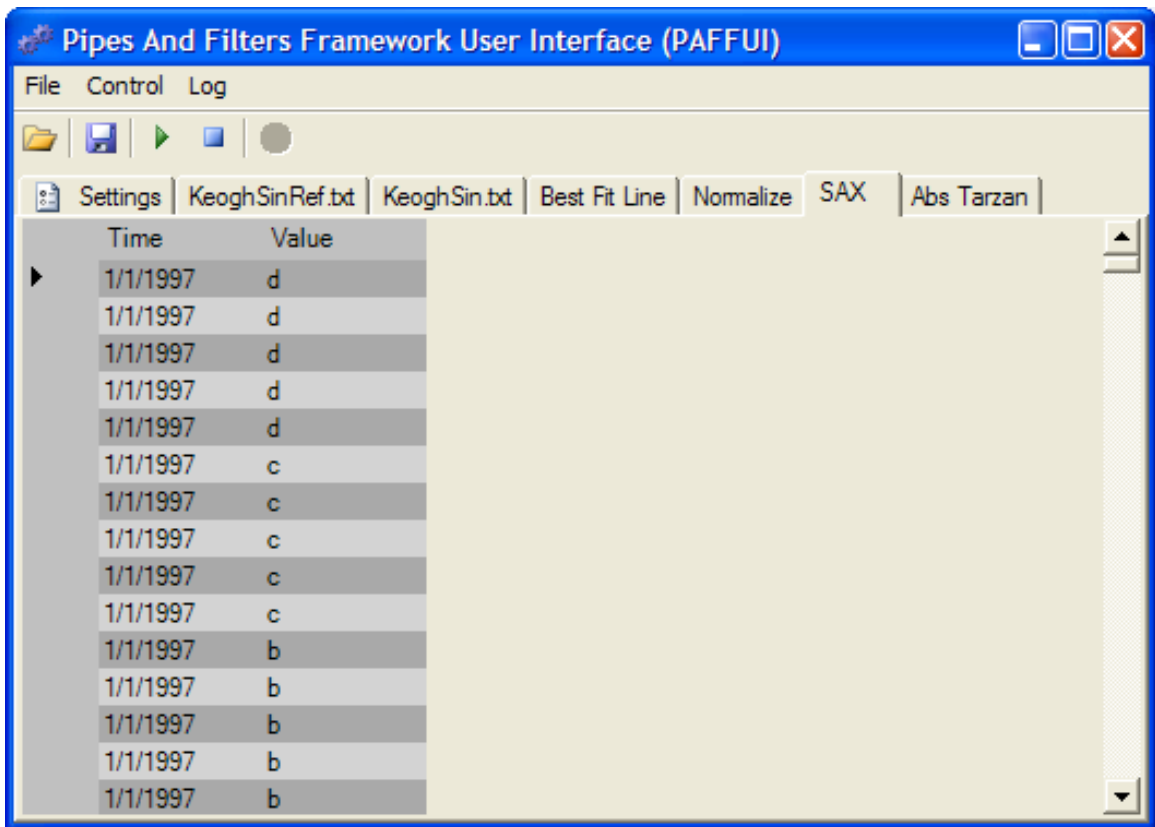 Pipes And Filters Framework User Interface (PAFFUI)
File Control Log
Settings KeoghSinRef.txt KeoghSin.txt Best Fit Line Normalize SAX Abs Tarzan
Time Value
1/1/1997 d
1/1/1997 d
1/1/1997 d
1/1/1997 d
1/1/1997 d
1/1/1997 c
1/1/1997 c
1/1/1997 c
1/1/1997 c
1/1/1997 c
1/1/1997 b
1/1/1997 b
1/1/1997 b
1/1/1997 b
1/1/1997 b